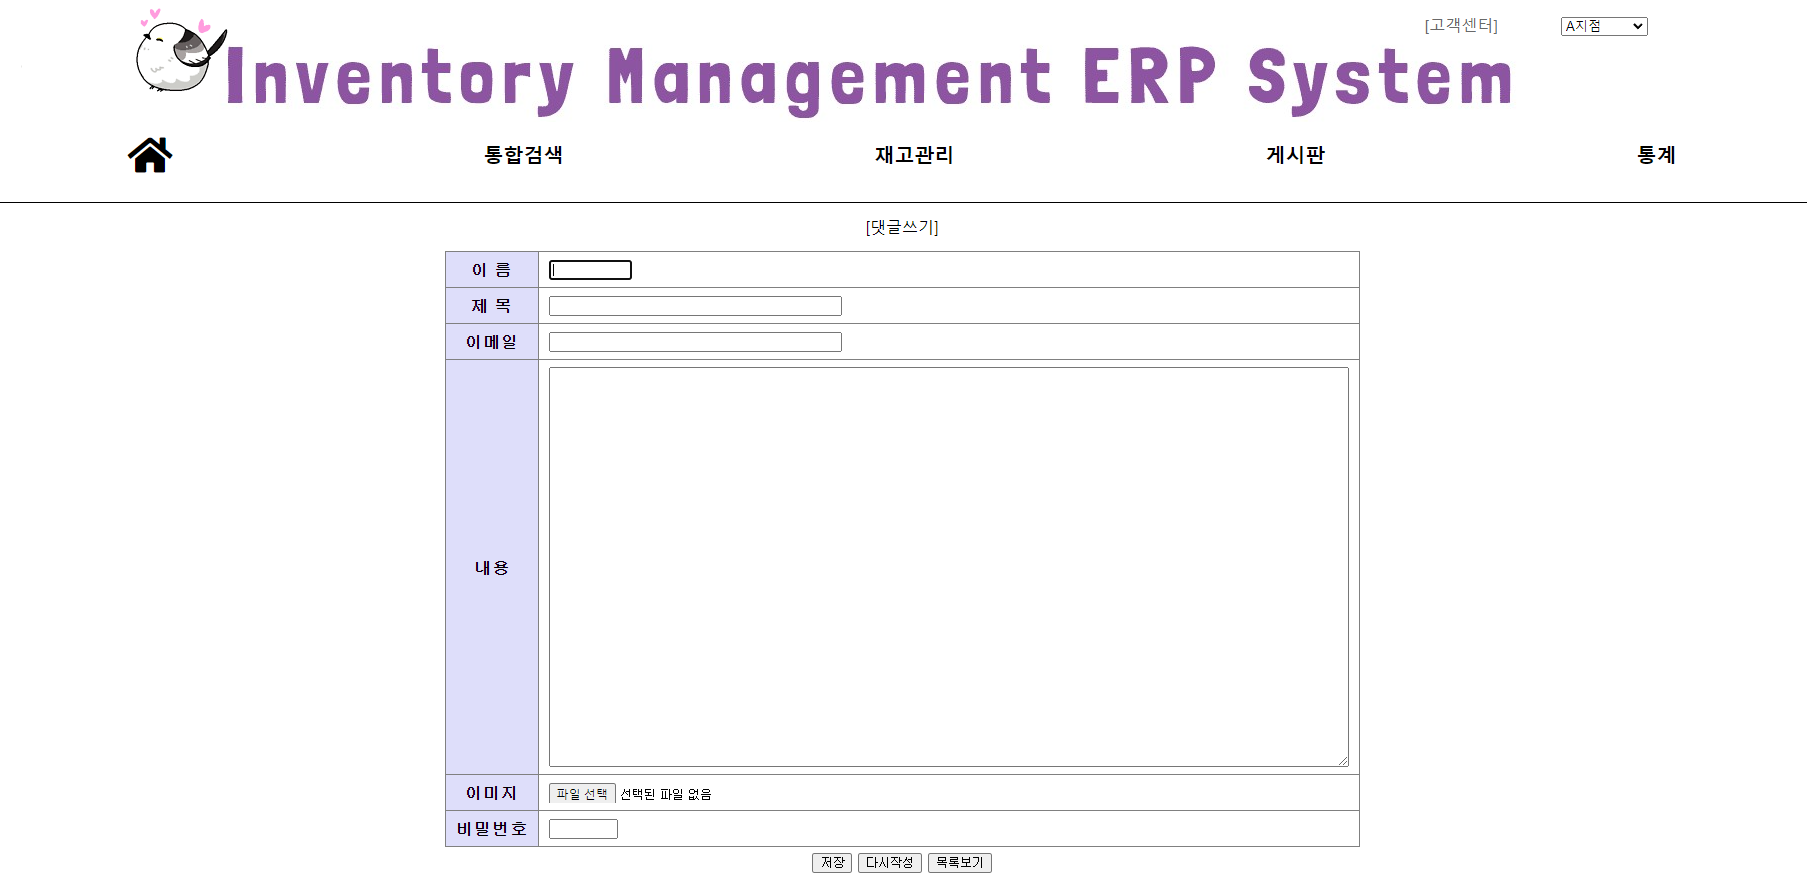 [고객센터] A지점
Inventory Management ERP System
통합검색 재고관리 게시판 통계
[댓글쓰기]
이 름
제 목
이메일
내용
이미지 파일 선택 선택된 파일 없음
비밀번호
저장 다시작성 목록보기